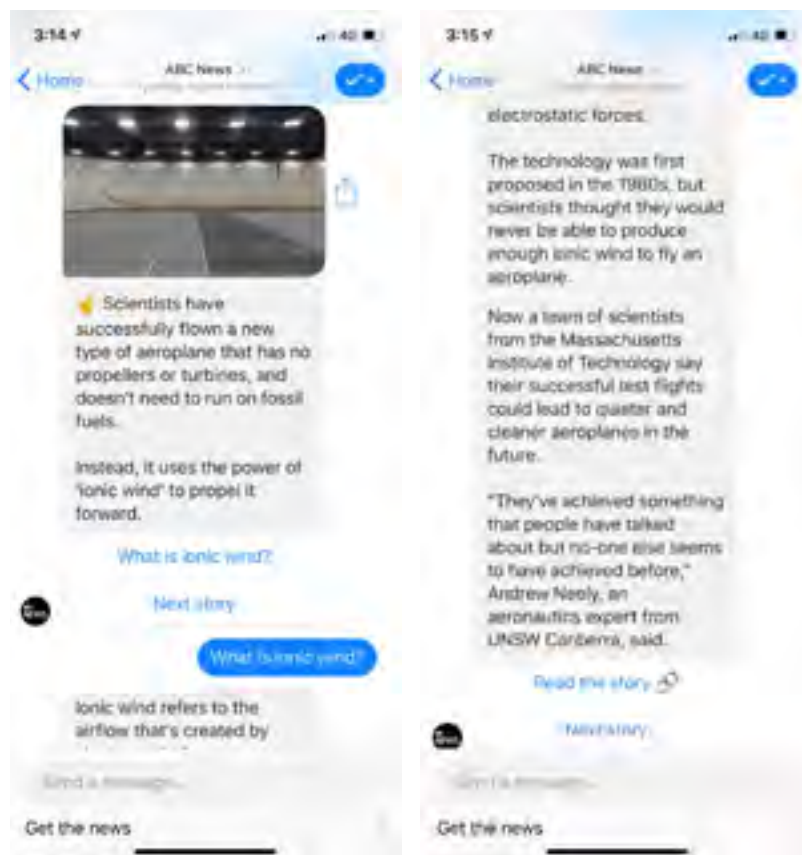 3:14
4G
Home
ABC News
Scientists have
successfully flown a new
type of aeroplane that has no
propellers or turbines, and
doesn't need to run on fossil
fuels.
Instead, it uses the power of
'ionic wind' to propel it
forward.
What is ionic wind?
Next story
What is ionic wind?
Ionic wind refers to the
airflow that's created by
Send a message...
Get the news
3:15
4G
Home
ABC News
electrostatic forces.
The technology was first
proposed in the 1960s, but
scientists thought they would
never be able to produce
enough ionic wind to fly an
aeroplane.
Now a team of scientists
from the Massachusetts
Institute of Technology say
their successful test flights
could lead to quieter and
cleaner aeroplanes in the
future.
"They've achieved something
that people have talked
about but no-one else seems
to have achieved before,"
Andrew Neely, an
aeronautics expert from
UNSW Canberra, said.
Read the story
Next story
Send a message...
Get the news